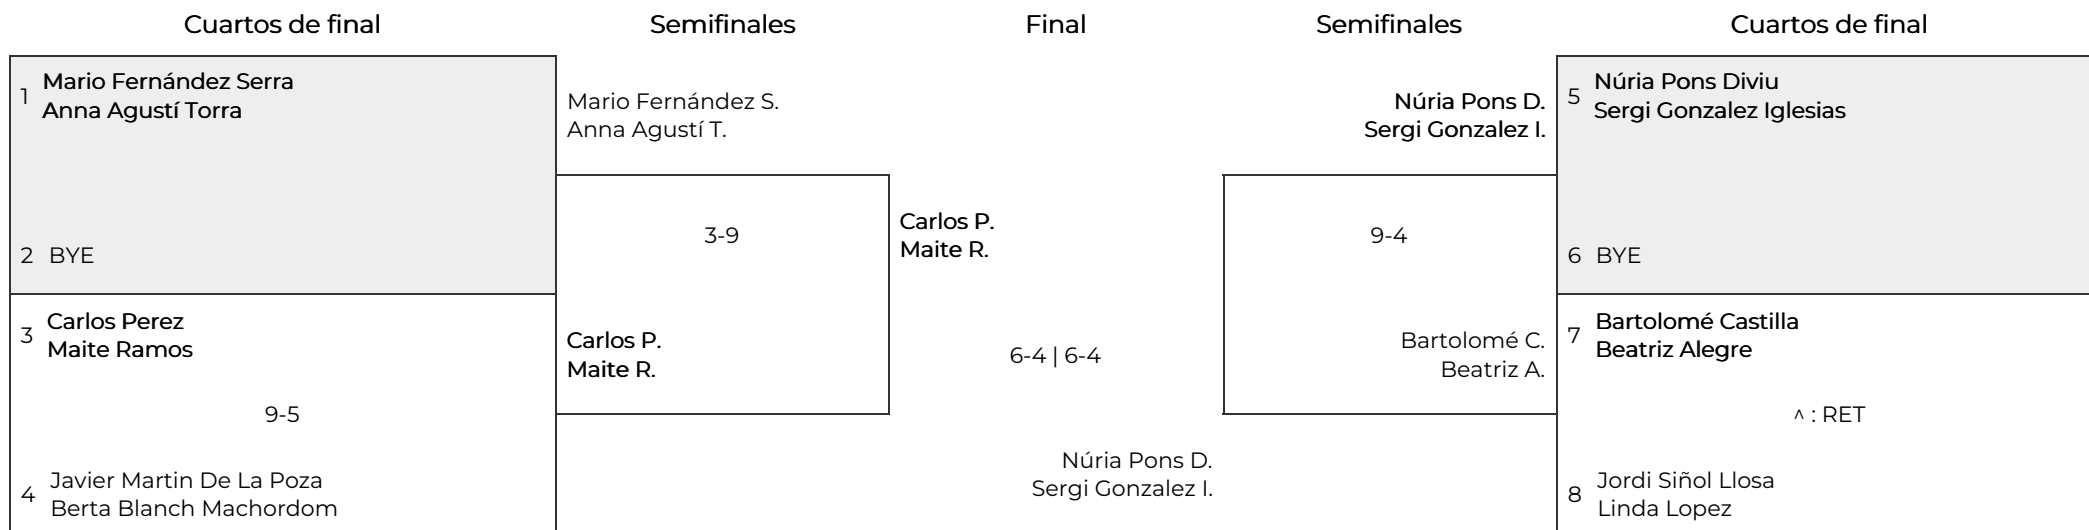 Cuartos de final
Semifinales
Final
Semifinales
Cuartos de final
1
Mario Fernández Serra
Anna Agustí Torra
2 BYE
3
Carlos Perez
Maite Ramos
9-5
4
Javier Martin De La Poza
Berta Blanch Machordom
Mario Fernández S.
Anna Agustí T.
3-9
Carlos P.
Maite R.
Carlos P.
Maite R.
6-4 | 6-4
Núria Pons D.
Sergi Gonzalez I.
Núria Pons D.
Sergi Gonzalez I.
9-4
Bartolomé C.
Beatriz A.
5
Núria Pons Diviu
Sergi Gonzalez Iglesias
6 BYE
7
Bartolomé Castilla
Beatriz Alegre
^ : RET
8
Jordi Siñol Llosa
Linda Lopez